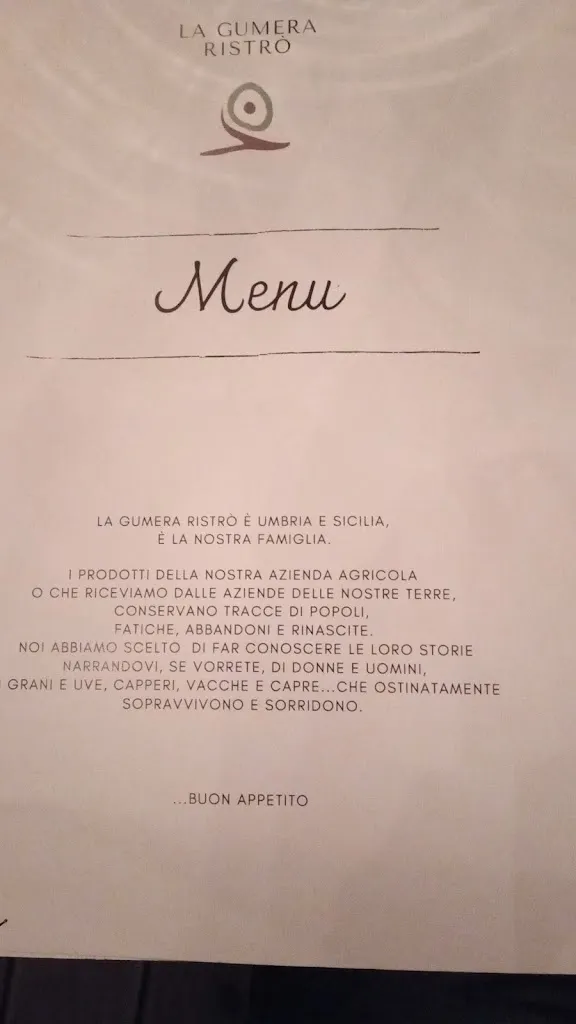 LA GUMERA
RISTRÒ
Menu
LA GUMERA RISTRÒ È UMBRIA E SICILIA,
È LA NOSTRA FAMIGLIA.
I PRODOTTI DELLA NOSTRA AZIENDA AGRICOLA
O CHE RICEVIAMO DALLE AZIENDE DELLE NOSTRE TERRE,
CONSERVANO TRACCE DI POPOLI,
FATICHE, ABBANDONI E RINASCITE.
NOI ABBIAMO SCELTO DI FAR CONOSCERE LE LORO STORIE
NARRANDOVI, SE VORRETE, DI DONNE E UOMINI,
GRANI E UVE, CAPPERI, VACCHE E CAPRE...CHE OSTINATAMENTE
SOPRAVVIVONO E SORRIDONO.
...BUON APPETITO